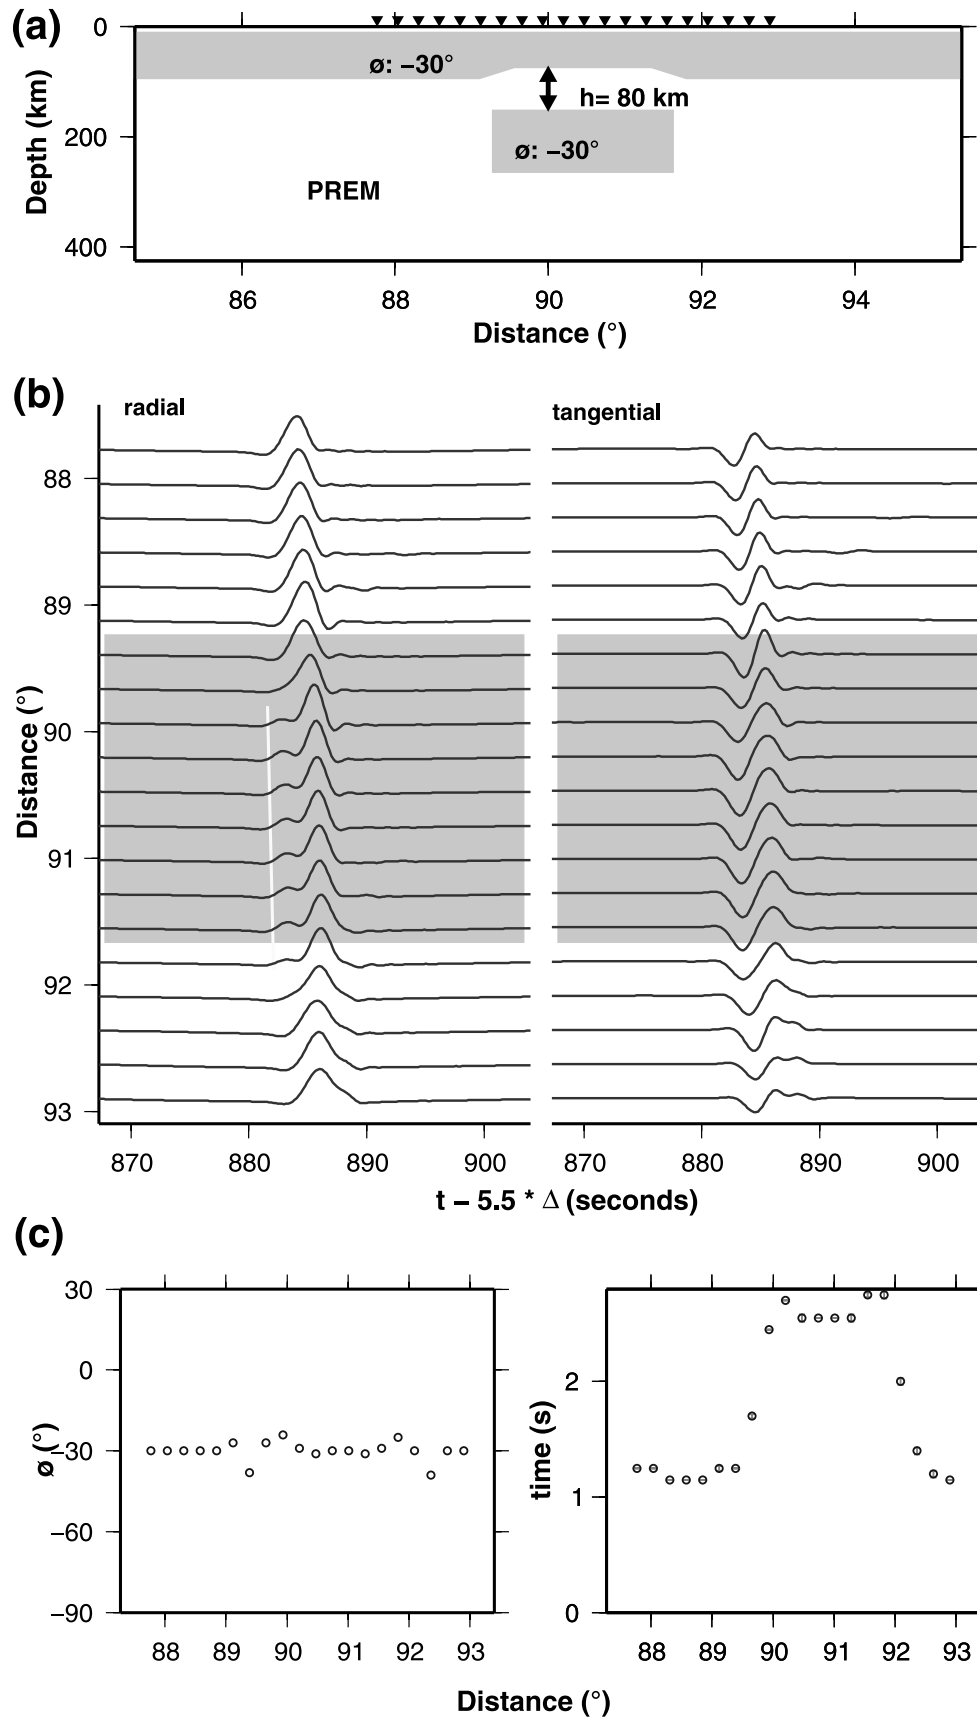 (a)
0
200
400
Depth (km)
ø: −30°
h= 80 km
ø: −30°
PREM
86 88 90 92 94
Distance (°)
(b)
radial
tangential
88
89
90
91
92
93
Distance (°)
870 880 890 900
870 880 890 900
t − 5.5 * Δ (seconds)
(c)
30
0
−30
−60
−90
ø (°)
88 89 90 91 92 93
2
1
0
time (s)
88 89 90 91 92 93
Distance (°)